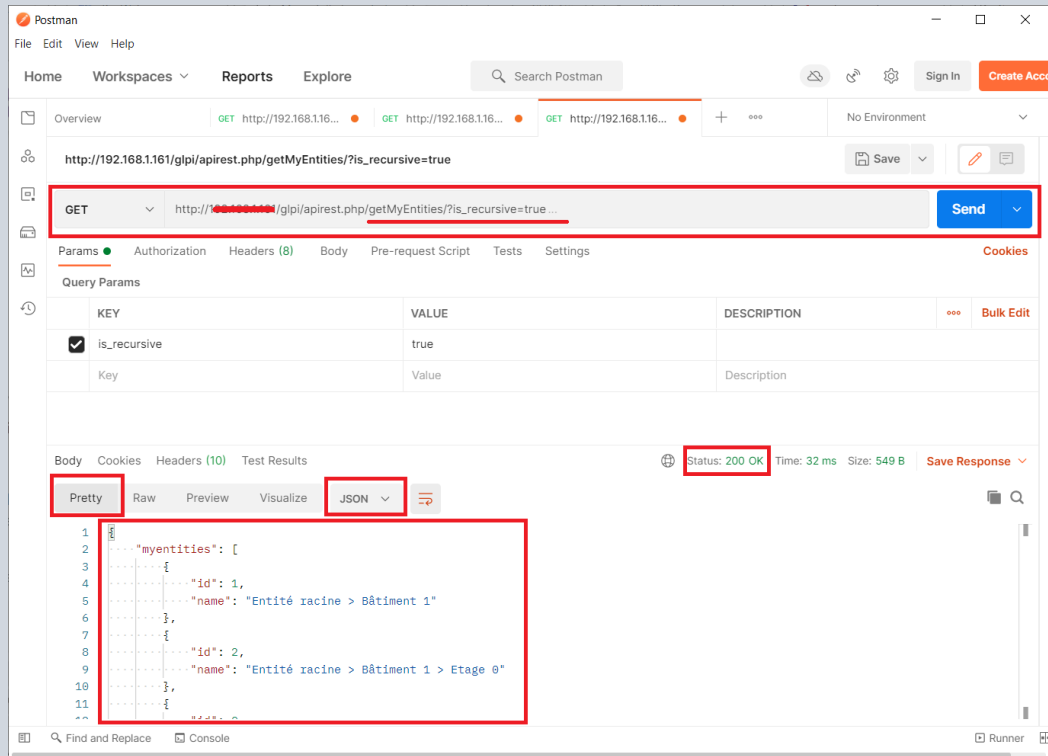 Postman
File Edit View Help
Home Workspaces Reports Explore Search Postman Sign In Create Acco
Overview GET http://192.168.1.16... GET http://192.168.1.16... GET http://192.168.1.16... No Environment
http://192.168.1.161/glpi/apirest.php/getMyEntities/?is_recursive=true Save
GET http:// /glpi/apirest.php/getMyEntities/?is_recursive=true... Send
Params Authorization Headers (8) Body Pre-request Script Tests Settings Cookies
Query Params
KEY VALUE DESCRIPTION Bulk Edit
is_recursive true
Key Value Description
Body Cookies Headers (10) Test Results Status: 200 OK Time: 32 ms Size: 549 B Save Response
Pretty Raw Preview Visualize JSON
1 {
2 "myentities": [
3 {
4 "id": 1,
5 "name": "Entité racine > Bâtiment 1"
6 },
7 {
8 "id": 2,
9 "name": "Entité racine > Bâtiment 1 > Etage 0"
10 },
11 {
Find and Replace Console Runner